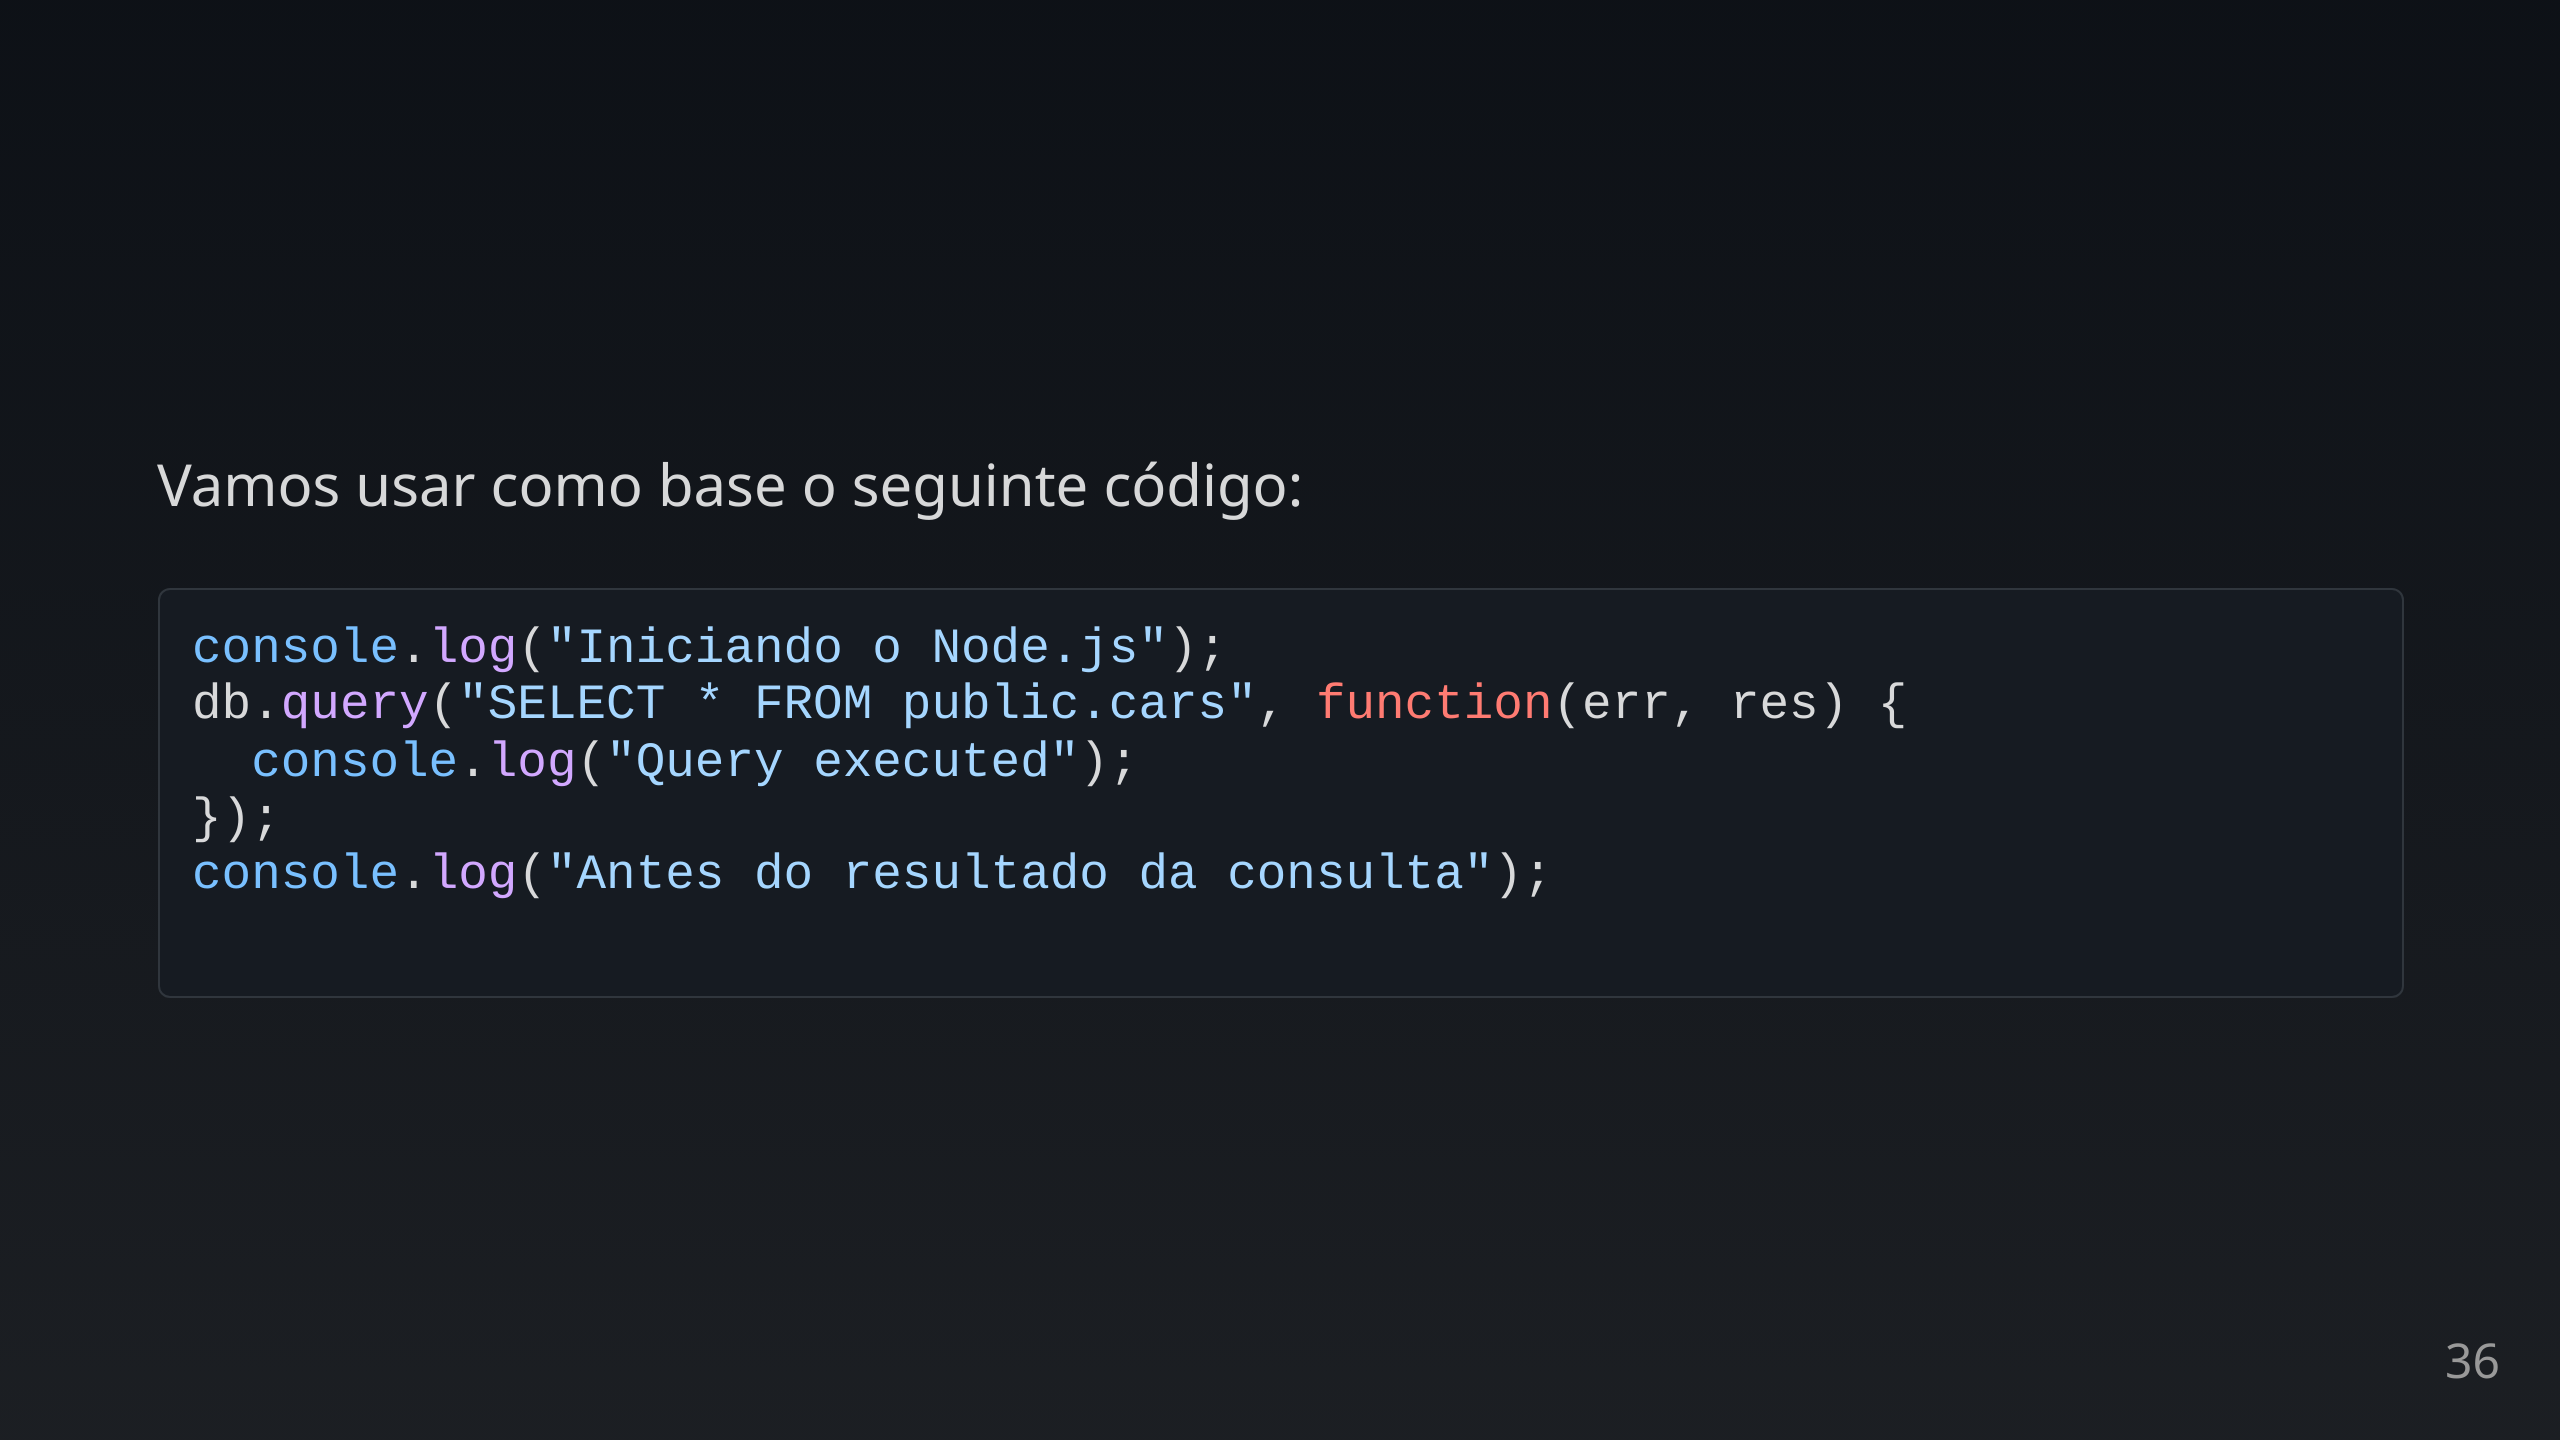 Vamos usar como base o seguinte código:
console.log("Iniciando o Node.js");
db.query("SELECT * FROM public.cars", function(err, res) {
  console.log("Query executed");
});
console.log("Antes do resultado da consulta");
36